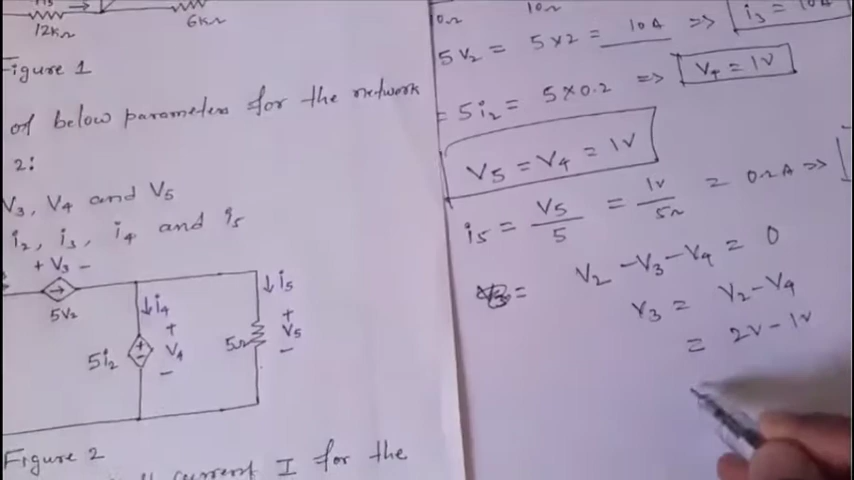 12KΩ
6KΩ
Figure 1
of below parameters for the network
2:
V3, V4 and V5
i2, i3, i4 and i5
+ V3 -
5V2
↓i4
↓i5
5i2
+
V4
-
5Ω
+
V5
-
Figure 2
current I for the
10Ω
5V2 = 5×2 = 10A => i3 = 10A
= 5i2 = 5×0.2 => V4 = 1V
V5 = V4 = 1V
i5 = V5/5 = 1V/5Ω = 0.2A =>
V2 - V3 - V4 = 0
V3 = V2 - V4
= 2V - 1V